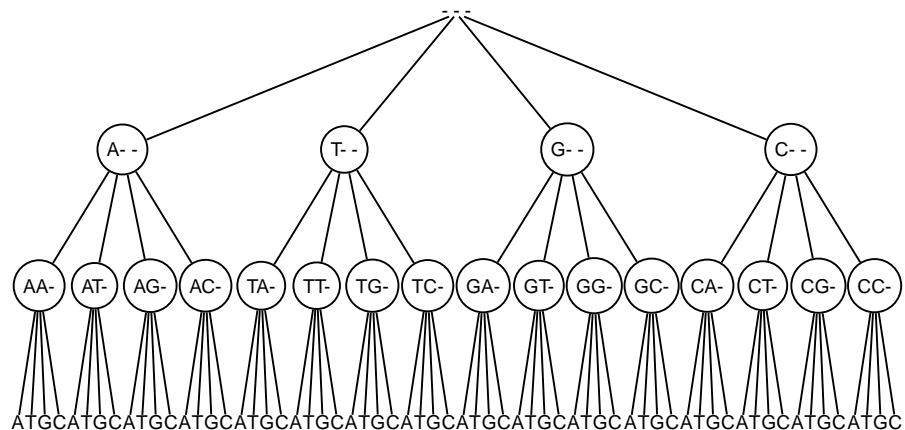 - - -
A- - T- - G- - C- -
AA- AT- AG- AC- TA- TT- TG- TC- GA- GT- GG- GC- CA- CT- CG- CC-
ATGCATGCATGCATGCATGCATGCATGCATGCATGCATGCATGCATGCATGCATGCATGCATGC